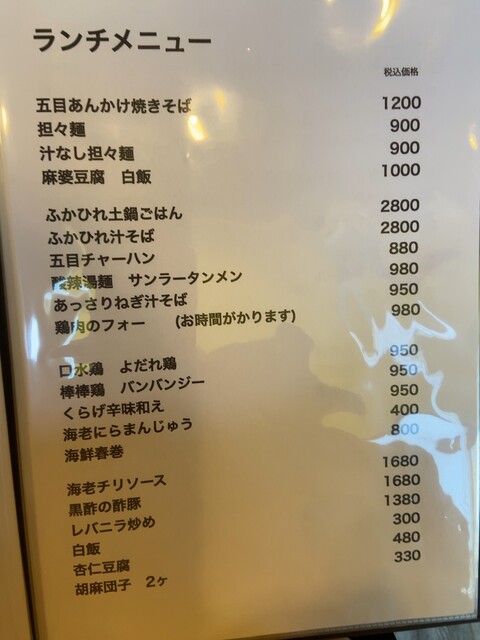 ランチメニュー
税込価格
五目あんかけ焼きそば 1200
担々麺 900
汁なし担々麺 900
麻婆豆腐 白飯 1000
ふかひれ土鍋ごはん 2800
ふかひれ汁そば 2800
五目チャーハン 880
酸辣湯麺 サンラータンメン 980
あっさりねぎ汁そば 950
鶏肉のフォー (お時間がかります) 980
口水鶏 よだれ鶏 950
棒棒鶏 バンバンジー 950
くらげ辛味和え 950
海老にらまんじゅう 400
海鮮春巻 800
海老チリソース 1680
黒酢の酢豚 1680
レバニラ炒め 1380
白飯 300
杏仁豆腐 480
胡麻団子 2ヶ 330